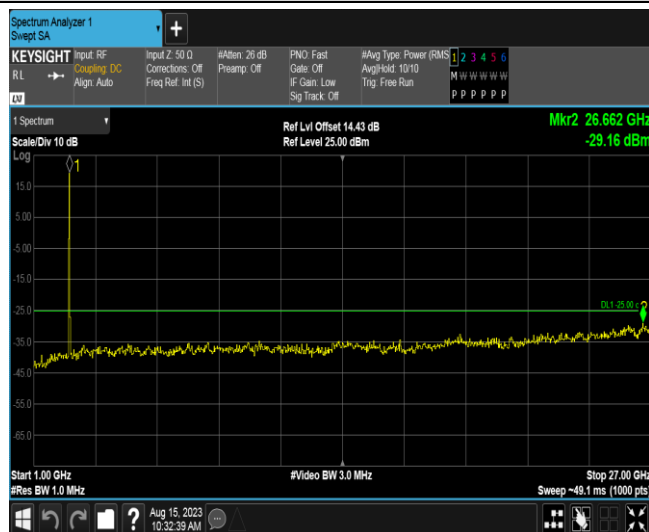 Spectrum Analyzer 1
Swept SA
+
KEYSIGHT
RL
LXI
Input: RF
Coupling: DC
Align: Auto
Input Z: 50 Ω
Corrections: Off
Freq Ref: Int (S)
#Atten: 26 dB
Preamp: Off
PNO: Fast
Gate: Off
IF Gain: Low
Sig Track: Off
#Avg Type: Power (RMS
Avg|Hold: 10/10
Trig: Free Run
1 2 3 4 5 6
M W W W W W
P P P P P P
1 Spectrum
Scale/Div 10 dB
Ref Lvl Offset 14.43 dB
Ref Level 25.00 dBm
Mkr2 26.662 GHz
-29.16 dBm
Log
1
15.0
5.00
-5.00
-15.0
-25.0
DL1 -25.00
2
-35.0
-45.0
-55.0
-65.0
Start 1.00 GHz
#Video BW 3.0 MHz
Stop 27.00 GHz
#Res BW 1.0 MHz
Sweep ~49.1 ms (1000 pts)
?
Aug 15, 2023
10:32:39 AM